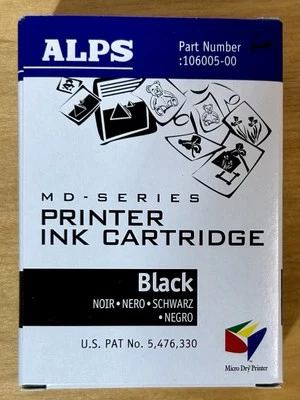 ALPS
Part Number
:106005-00
MD-SERIES
PRINTER
INK CARTRIDGE
Black
NOIR • NERO • SCHWARZ
• NEGRO
U.S. PAT No. 5,476,330
Micro Dry Printer